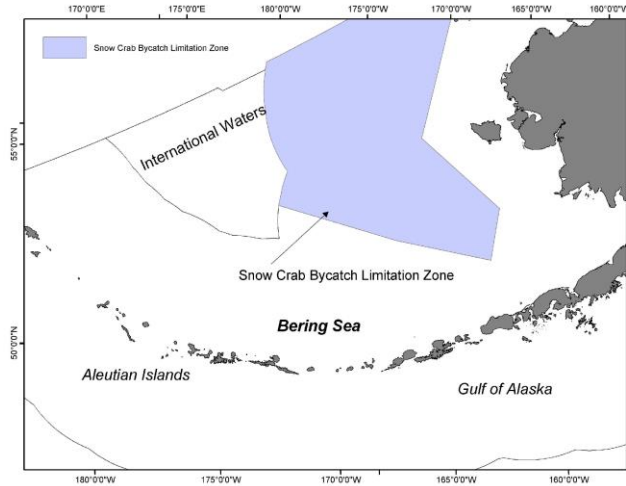 170°0'0"E 175°0'0"E 180°0'0" 175°0'0"W 170°0'0"W 165°0'0"W 160°0'0"W
Snow Crab Bycatch Limitation Zone
55°0'0"N
International Waters
Snow Crab Bycatch Limitation Zone
Bering Sea
50°0'0"N
Aleutian Islands
Gulf of Alaska
180°0'0" 175°0'0"W 170°0'0"W 165°0'0"W 160°0'0"W